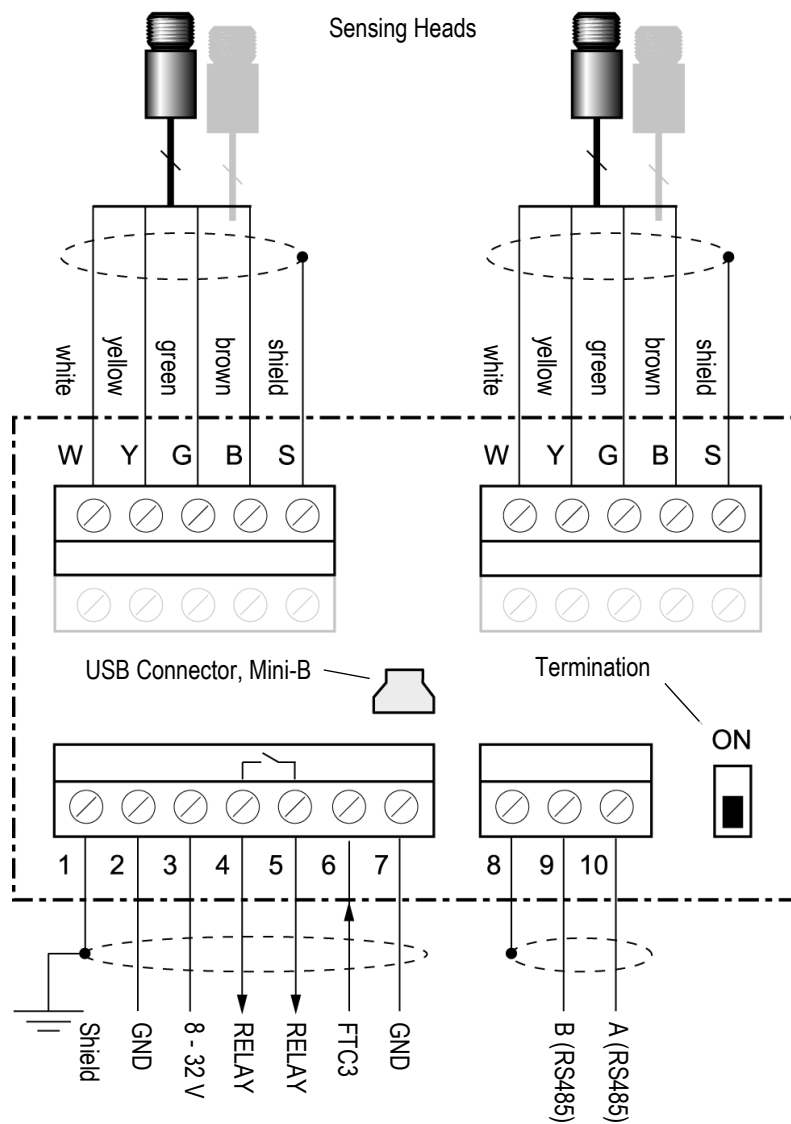 Sensing Heads
white yellow green brown shield
white yellow green brown shield
W Y G B S
W Y G B S
USB Connector, Mini-B
Termination
ON
1 2 3 4 5 6 7
8 9 10
Shield
GND
8 - 32 V
RELAY
RELAY
FTC3
GND
B (RS485)
A (RS485)